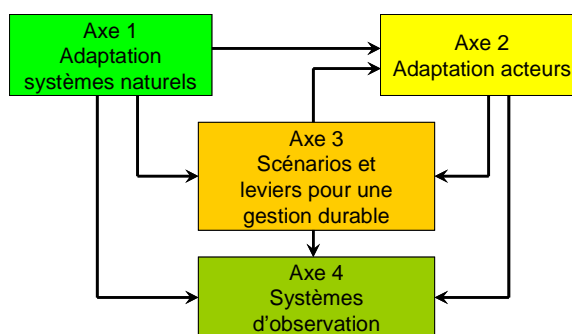 Axe 1
Adaptation
systèmes naturels
Axe 2
Adaptation acteurs
Axe 3
Scénarios et
leviers pour une
gestion durable
Axe 4
Systèmes
d'observation